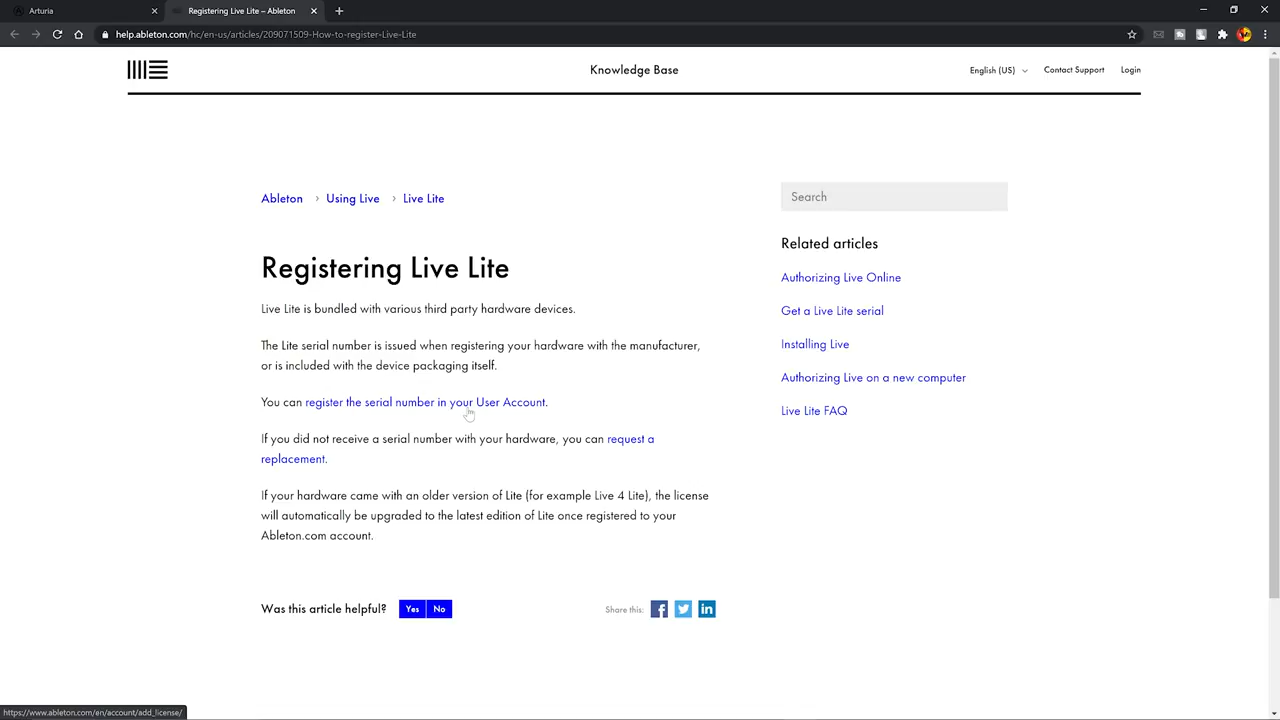 Arturia
Registering Live Lite – Ableton
help.ableton.com/hc/en-us/articles/209071509-How-to-register-Live-Lite
Knowledge Base
English (US)
Contact Support
Login
Ableton › Using Live › Live Lite
Search
Registering Live Lite
Live Lite is bundled with various third party hardware devices.
The Lite serial number is issued when registering your hardware with the manufacturer,
or is included with the device packaging itself.
You can register the serial number in your User Account.
If you did not receive a serial number with your hardware, you can request a
replacement.
If your hardware came with an older version of Lite (for example Live 4 Lite), the license
will automatically be upgraded to the latest edition of Lite once registered to your
Ableton.com account.
Was this article helpful? Yes No
Share this:
Related articles
Authorizing Live Online
Get a Live Lite serial
Installing Live
Authorizing Live on a new computer
Live Lite FAQ
https://www.ableton.com/en/account/add_license/